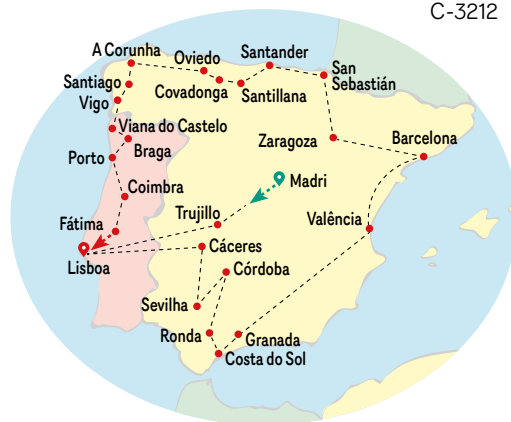 C-3212
A Corunha
Oviedo
Santander
San
Sebastián
Santiago
Covadonga
Santillana
Vigo
Viana do Castelo
Braga
Zaragoza
Barcelona
Porto
Madri
Coimbra
Trujillo
Valência
Fátima
Cáceres
Lisboa
Córdoba
Sevilha
Ronda
Granada
Costa do Sol